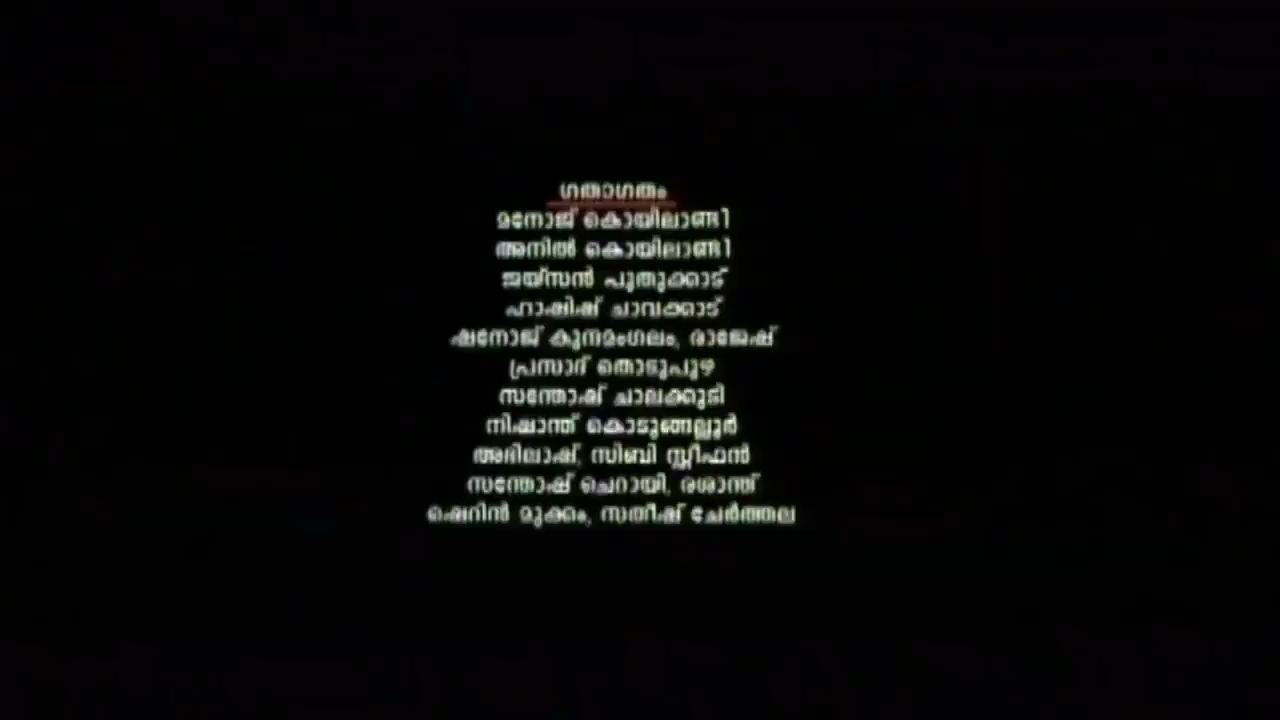 ഗതാഗതം
മനോജ് കൊയിലാണ്ടി
അനിൽ കൊയിലാണ്ടി
ജയ്സൻ പുതുക്കാട്
ഹാഷിഷ് ചാവക്കാട്
ഷനോജ് കുന്ദമംഗലം, രാജേഷ്
പ്രസാദ് തൊടുപുഴ
സന്തോഷ് ചാലക്കുടി
നിഷാന്ത് കൊടുങ്ങല്ലൂർ
അഭിലാഷ്, സിബി സ്റ്റീഫൻ
സന്തോഷ് ചെറായി, രശാന്ത്
ഷെറിൻ മുക്കം, സതീഷ് ചേർത്തല